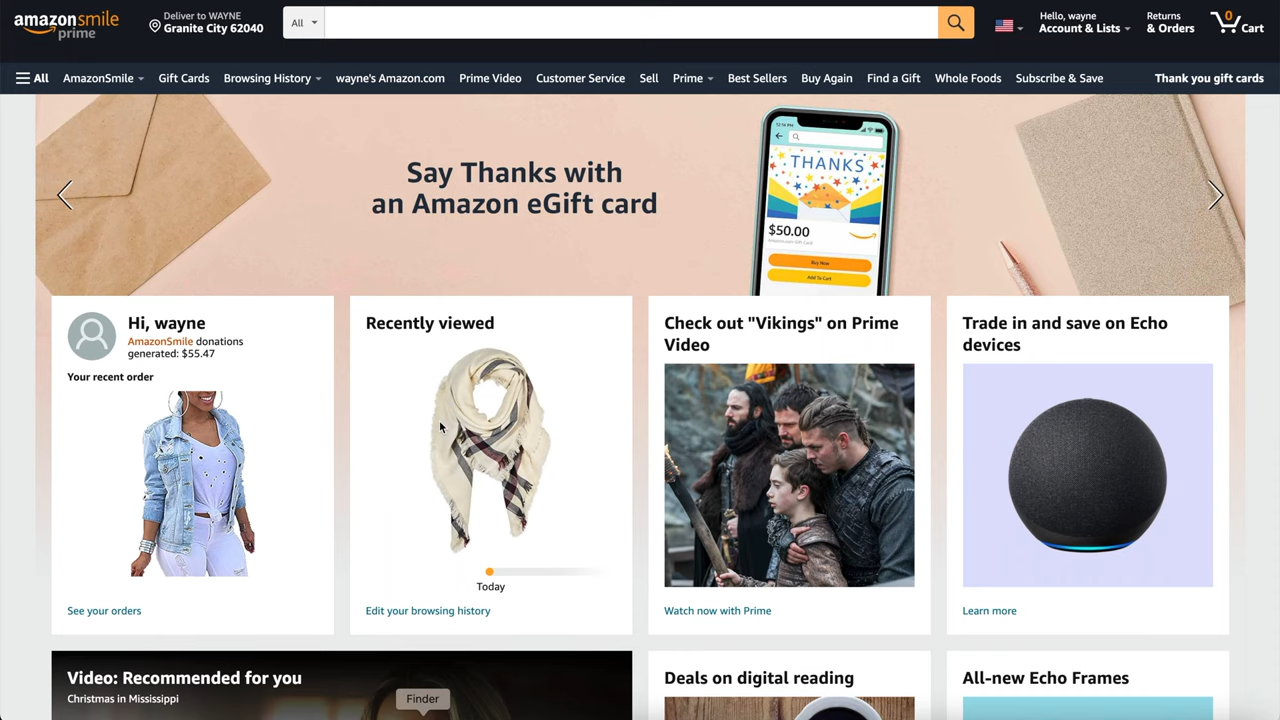 amazonsmile
prime
Deliver to WAYNE
Granite City 62040
All
Hello, wayne
Account & Lists
Returns
& Orders
0
Cart
All
AmazonSmile
Gift Cards
Browsing History
wayne's Amazon.com
Prime Video
Customer Service
Sell
Prime
Best Sellers
Buy Again
Find a Gift
Whole Foods
Subscribe & Save
Thank you gift cards
Say Thanks with
an Amazon eGift card
THANKS
$50.00
Buy Now
Add To Cart
Hi, wayne
AmazonSmile donations
generated: $55.47
Your recent order
See your orders
Recently viewed
Today
Edit your browsing history
Check out "Vikings" on Prime
Video
Watch now with Prime
Trade in and save on Echo
devices
Learn more
Video: Recommended for you
Christmas in Mississippi
Finder
Deals on digital reading
All-new Echo Frames